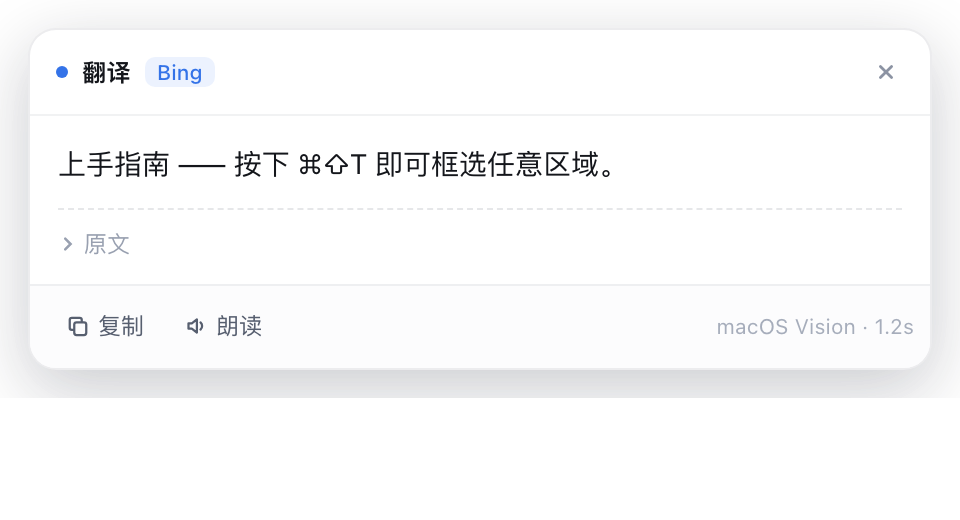 翻译 Bing
上手指南 —— 按下 ⌘⇧T 即可框选任意区域。
原文
复制 朗读 macOS Vision · 1.2s